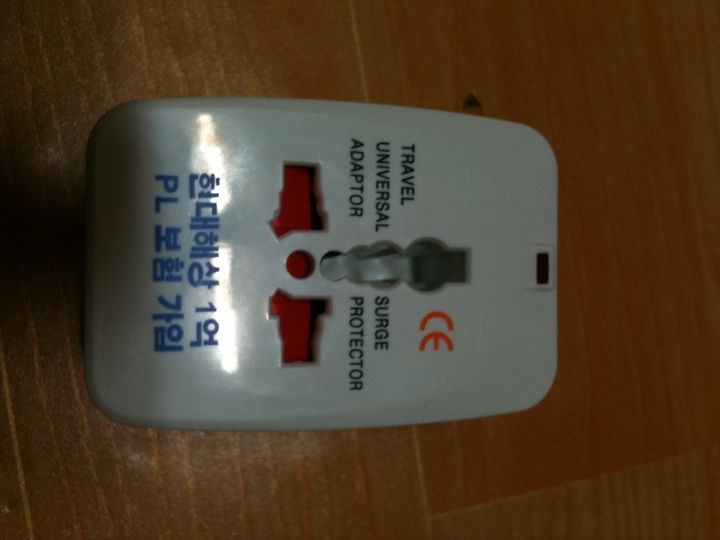 TRAVEL
UNIVERSAL
ADAPTOR
SURGE
PROTECTOR
CE
현대해상 1억
PL 보험 가입